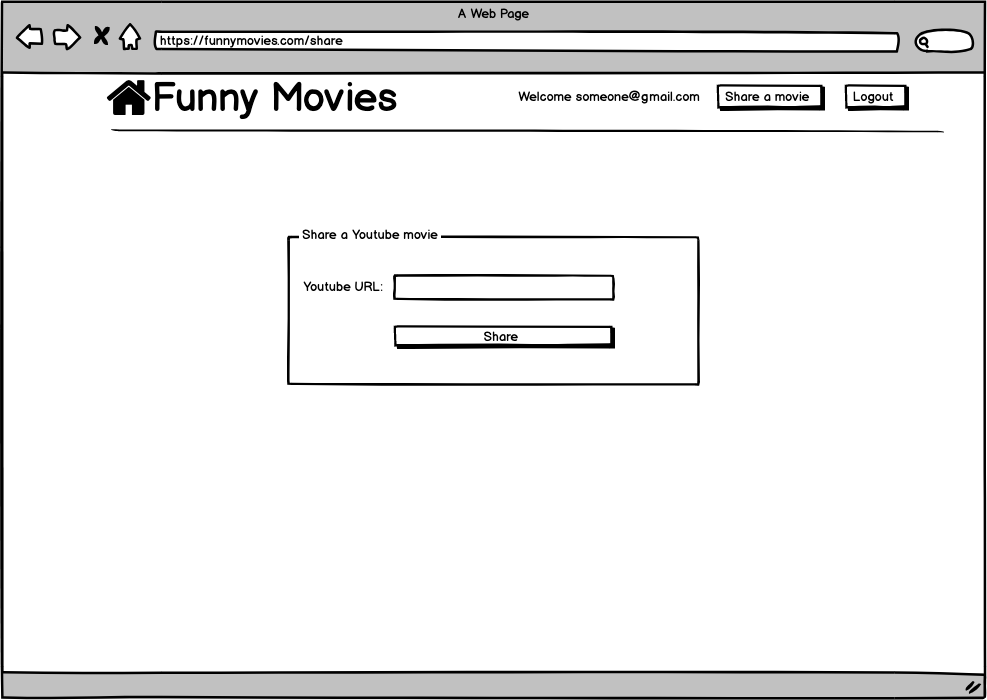 A Web Page
https://funnymovies.com/share
Funny Movies
Welcome someone@gmail.com
Share a movie
Logout
Share a Youtube movie
Youtube URL:
Share